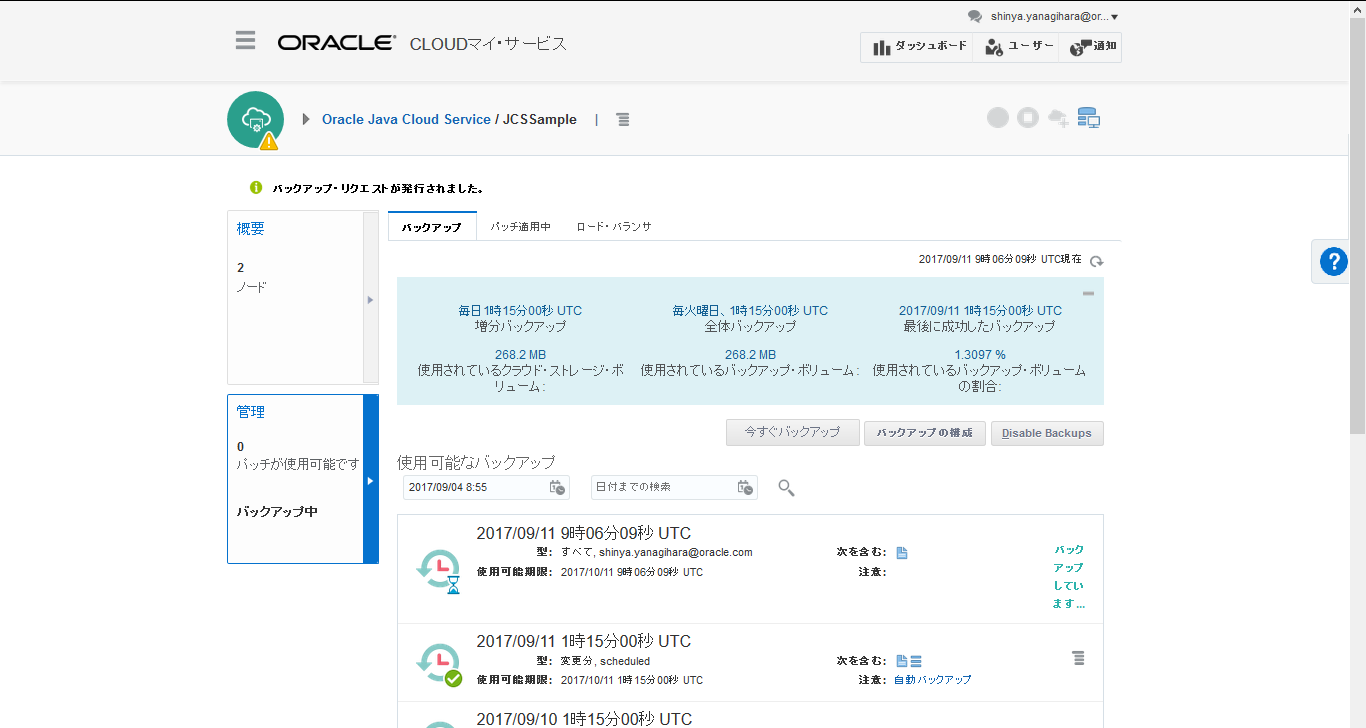 shinya.yanagihara@or...
ORACLE CLOUDマイ・サービス
ダッシュボード ユーザー 通知
Oracle Java Cloud Service / JCSSample |
バックアップ・リクエストが発行されました。
概要
2
ノード
管理
0
パッチが使用可能です
バックアップ中
バックアップ パッチ適用中 ロード・バランサ
2017/09/11 9時06分09秒 UTC現在
毎日1時15分00秒 UTC
増分バックアップ
毎火曜日、1時15分00秒 UTC
全体バックアップ
2017/09/11 1時15分00秒 UTC
最後に成功したバックアップ
268.2 MB
使用されているクラウド・ストレージ・ボ
リューム:
268.2 MB
使用されているバックアップ・ボリューム:
1.3097 %
使用されているバックアップ・ボリューム
の割合:
今すぐバックアップ バックアップの構成 Disable Backups
使用可能なバックアップ
2017/09/04 8:55 日付までの検索
2017/09/11 9時06分09秒 UTC
型: すべて, shinya.yanagihara@oracle.com 次を含む:
使用可能期限: 2017/10/11 9時06分09秒 UTC 注意:
バック
アップ
してい
ます...
2017/09/11 1時15分00秒 UTC
型: 変更分, scheduled 次を含む:
使用可能期限: 2017/10/11 1時15分00秒 UTC 注意: 自動バックアップ
2017/09/10 1時15分00秒 UTC
?